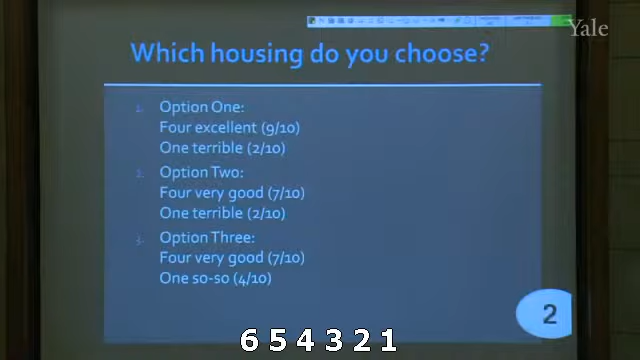 Yale
Which housing do you choose?
1. Option One:
Four excellent (9/10)
One terrible (2/10)
2. Option Two:
Four very good (7/10)
One terrible (2/10)
3. Option Three:
Four very good (7/10)
One so-so (4/10)
2
6 5 4 3 2 1